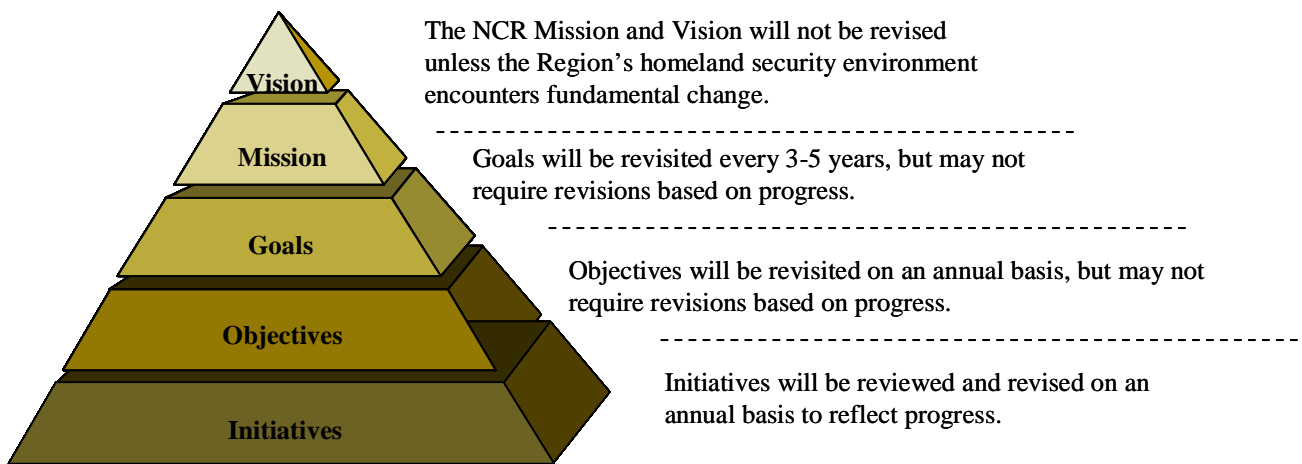 Vision
The NCR Mission and Vision will not be revised
unless the Region's homeland security environment
encounters fundamental change.
Mission
Goals will be revisited every 3-5 years, but may not
require revisions based on progress.
Goals
Objectives will be revisited on an annual basis, but may not
require revisions based on progress.
Objectives
Initiatives will be reviewed and revised on an
annual basis to reflect progress.
Initiatives